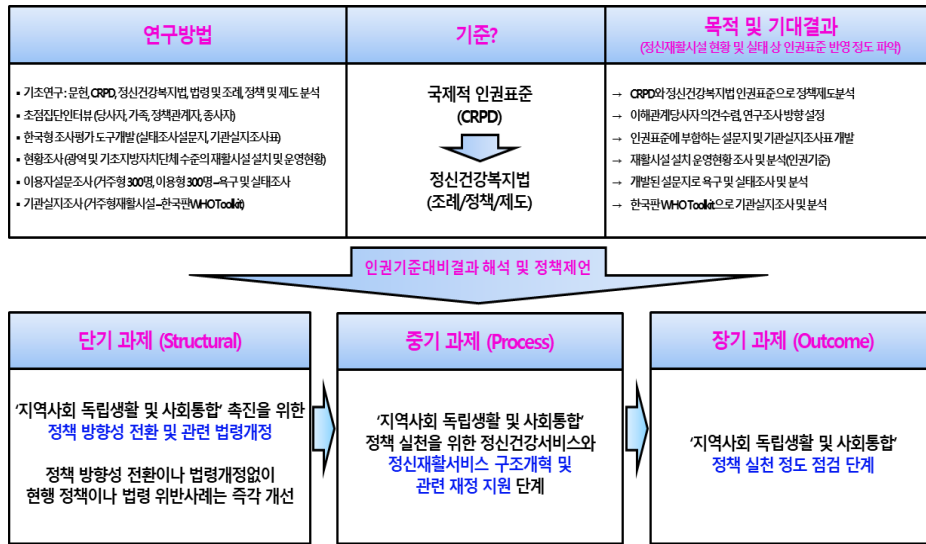 연구방법
▪ 기초연구 : 문헌, CRPD, 정신건강복지법, 법령 및 조례, 정책 및 제도 분석
▪ 초점집단인터뷰 (당사자, 가족, 정책관계자, 종사자)
▪ 한국형 조사평가 도구개발 (실태조사설문지, 기관실지조사표)
▪ 현황조사 (광역 및 기초지방자치단체 수준의 재활시설 설치 및 운영현황)
▪ 이용자설문조사 (거주형 300명, 이용형 300명 – 욕구 및 실태조사
▪ 기관실지조사 (거주형재활시설 – 한국판 WHO Toolkit)
기준?
국제적 인권표준
(CRPD)
정신건강복지법
(조례/정책/제도)
목적 및 기대결과
(정신재활시설 현황 및 실태 상 인권표준 반영 정도 파악)
→ CRPD와 정신건강복지법 인권표준으로 정책제도분석
→ 이해관계당사자 의견수렴, 연구조사 방향 설정
→ 인권표준에 부합하는 설문지 및 기관실지조사표 개발
→ 재활시설 설치 운영현황 조사 및 분석 (인권기준)
→ 개발된 설문지로 욕구 및 실태조사 및 분석
→ 한국판 WHO Toolkit으로 기관실지조사 및 분석
인권기준대비결과 해석 및 정책제언
단기 과제 (Structural)
'지역사회 독립생활 및 사회통합' 촉진을 위한
정책 방향성 전환 및 관련 법령개정
정책 방향성 전환이나 법령개정없이
현행 정책이나 법령 위반사례는 즉각 개선
중기 과제 (Process)
'지역사회 독립생활 및 사회통합'
정책 실천을 위한 정신건강서비스와
정신재활서비스 구조개혁 및
관련 재정 지원 단계
장기 과제 (Outcome)
'지역사회 독립생활 및 사회통합'
정책 실천 정도 점검 단계